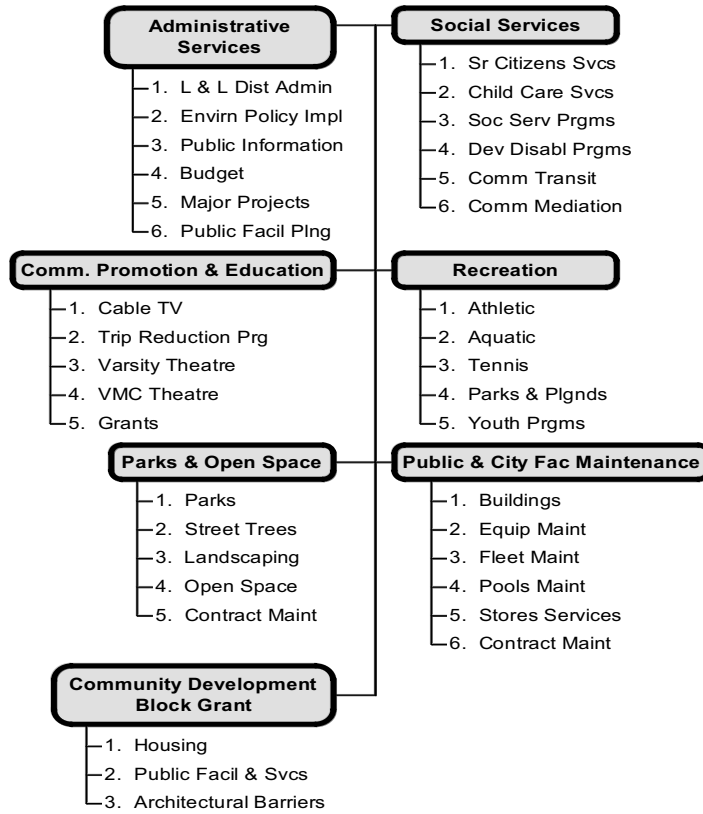 Administrative
Services
1. L & L Dist Admin
2. Envirn Policy Impl
3. Public Information
4. Budget
5. Major Projects
6. Public Facil Plng
Social Services
1. Sr Citizens Svcs
2. Child Care Svcs
3. Soc Serv Prgms
4. Dev Disabl Prgms
5. Comm Transit
6. Comm Mediation
Comm. Promotion & Education
1. Cable TV
2. Trip Reduction Prg
3. Varsity Theatre
4. VMC Theatre
5. Grants
Recreation
1. Athletic
2. Aquatic
3. Tennis
4. Parks & Plgnds
5. Youth Prgms
Parks & Open Space
1. Parks
2. Street Trees
3. Landscaping
4. Open Space
5. Contract Maint
Public & City Fac Maintenance
1. Buildings
2. Equip Maint
3. Fleet Maint
4. Pools Maint
5. Stores Services
6. Contract Maint
Community Development
Block Grant
1. Housing
2. Public Facil & Svcs
3. Architectural Barriers